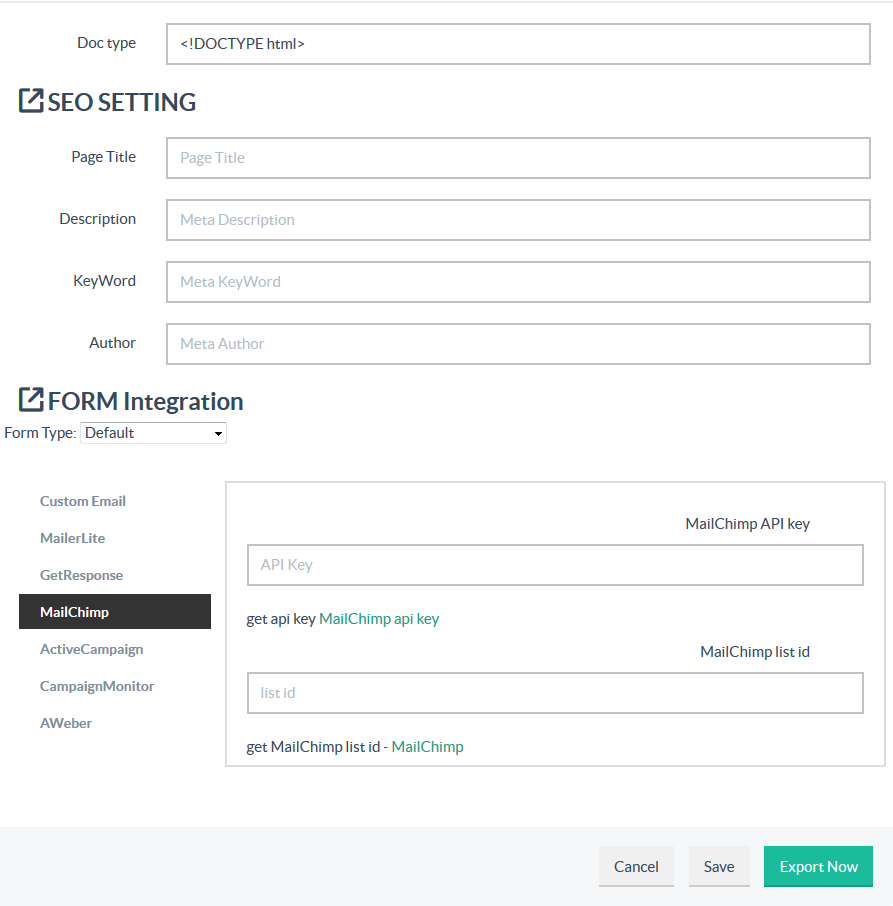 Doc type <!DOCTYPE html>
SEO SETTING
Page Title Page Title
Description Meta Description
KeyWord Meta KeyWord
Author Meta Author
FORM Integration
Form Type: Default
Custom Email
MailerLite
GetResponse
MailChimp
ActiveCampaign
CampaignMonitor
AWeber
MailChimp API key
API Key
get api key MailChimp api key
MailChimp list id
list id
get MailChimp list id - MailChimp
Cancel Save Export Now